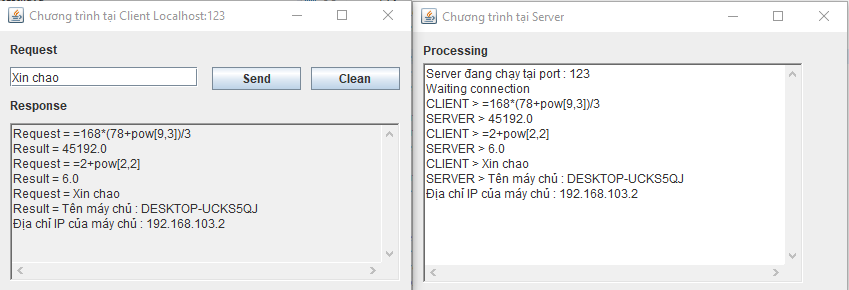 Chương trình tại Client Localhost:123
Request
Xin chao
Send
Clean
Response
Request = =168*(78+pow[9,3])/3
Result = 45192.0
Request = =2+pow[2,2]
Result = 6.0
Request = Xin chao
Result = Tên máy chủ : DESKTOP-UCKS5QJ
Địa chỉ IP của máy chủ : 192.168.103.2
Chương trình tại Server
Processing
Server đang chạy tại port : 123
Waiting connection
CLIENT > =168*(78+pow[9,3])/3
SERVER > 45192.0
CLIENT > =2+pow[2,2]
SERVER > 6.0
CLIENT > Xin chao
SERVER > Tên máy chủ : DESKTOP-UCKS5QJ
Địa chỉ IP của máy chủ : 192.168.103.2